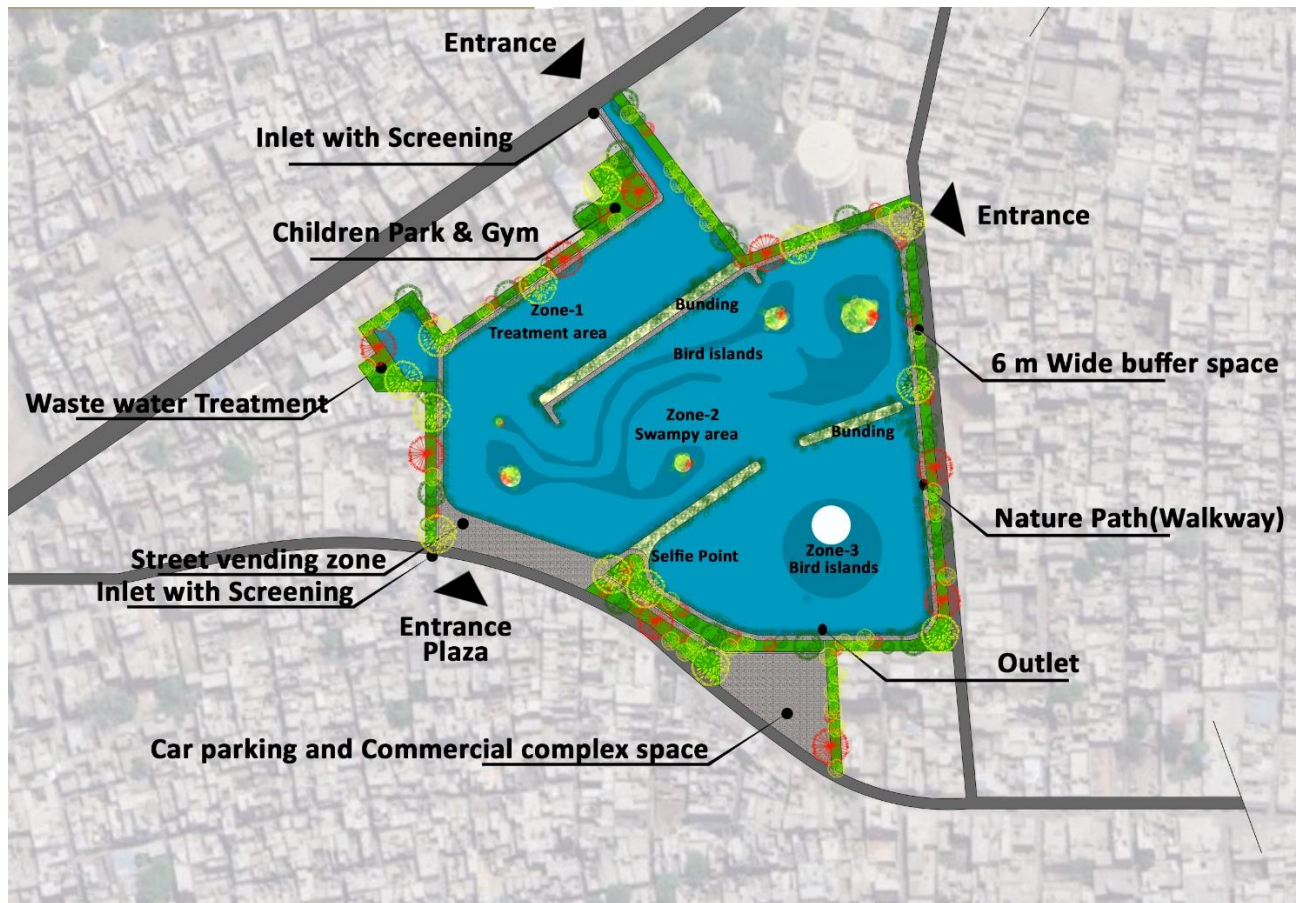 Entrance
Inlet with Screening
Children Park & Gym
Entrance
Zone-1
Treatment area
Bunding
Bird islands
6 m Wide buffer space
Waste water Treatment
Zone-2
Swampy area
Bunding
Nature Path(Walkway)
Street vending zone
Selfie Point
Zone-3
Bird islands
Inlet with Screening
Entrance
Plaza
Outlet
Car parking and Commercial complex space